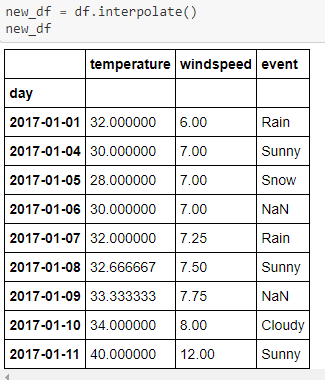 new_df = df.interpolate()
new_df
temperature windspeed event
day
2017-01-01 32.000000 6.00 Rain
2017-01-04 30.000000 7.00 Sunny
2017-01-05 28.000000 7.00 Snow
2017-01-06 30.000000 7.00 NaN
2017-01-07 32.000000 7.25 Rain
2017-01-08 32.666667 7.50 Sunny
2017-01-09 33.333333 7.75 NaN
2017-01-10 34.000000 8.00 Cloudy
2017-01-11 40.000000 12.00 Sunny